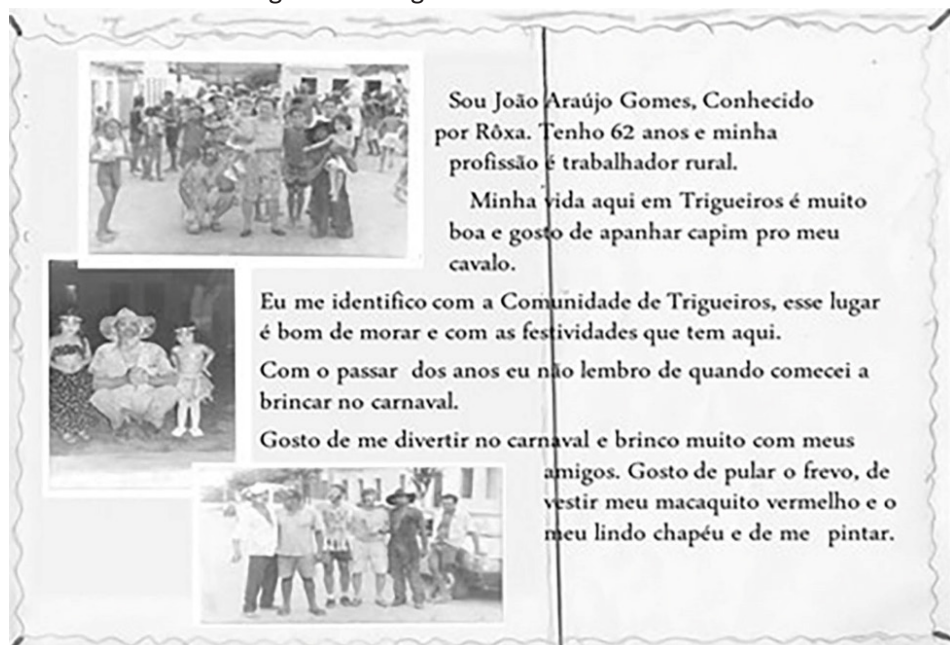 Sou João Araújo Gomes, Conhecido
por Rôxa. Tenho 62 anos e minha
profissão é trabalhador rural.
Minha vida aqui em Trigueiros é muito
boa e gosto de apanhar capim pro meu
cavalo.
Eu me identifico com a Comunidade de Trigueiros, esse lugar
é bom de morar e com as festividades que tem aqui.
Com o passar dos anos eu não lembro de quando comecei a
brincar no carnaval.
Gosto de me divertir no carnaval e brinco muito com meus
amigos. Gosto de pular o frevo, de
vestir meu macaquito vermelho e o
meu lindo chapéu e de me pintar.